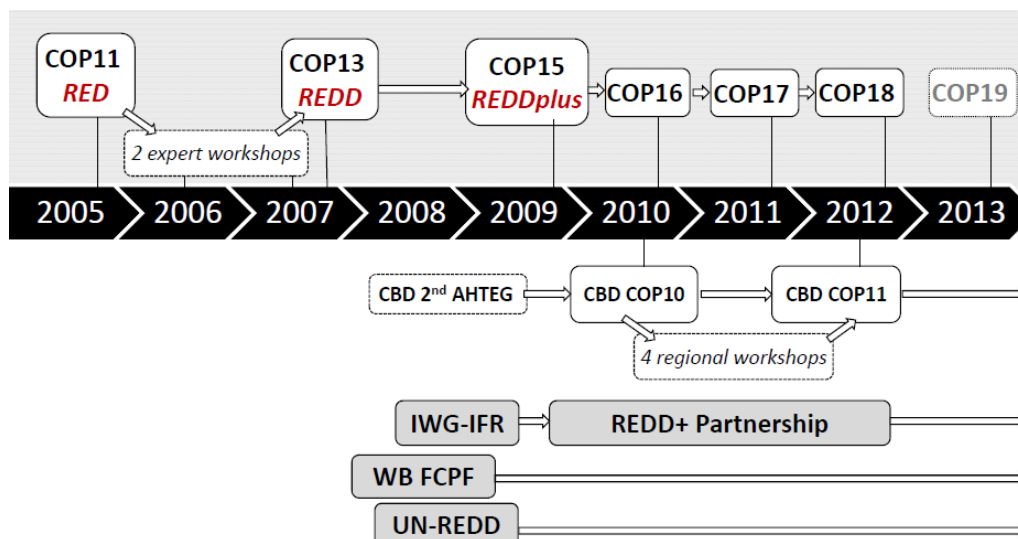 COP11
RED
COP13
REDD
COP15
REDDplus
COP16
COP17
COP18
COP19
2 expert workshops
2005 2006 2007 2008 2009 2010 2011 2012 2013
CBD 2nd AHTEG
CBD COP10
CBD COP11
4 regional workshops
IWG-IFR
REDD+ Partnership
WB FCPF
UN-REDD